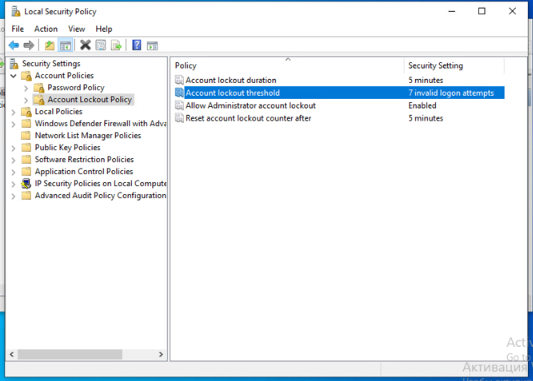 Local Security Policy
File Action View Help
Security Settings
Account Policies
Password Policy
Account Lockout Policy
Local Policies
Windows Defender Firewall with Adva
Network List Manager Policies
Public Key Policies
Software Restriction Policies
Application Control Policies
IP Security Policies on Local Compute
Advanced Audit Policy Configuration
Policy Security Setting
Account lockout duration 5 minutes
Account lockout threshold 7 invalid logon attempts
Allow Administrator account lockout Enabled
Reset account lockout counter after 5 minutes
Activ
Go to
Активация